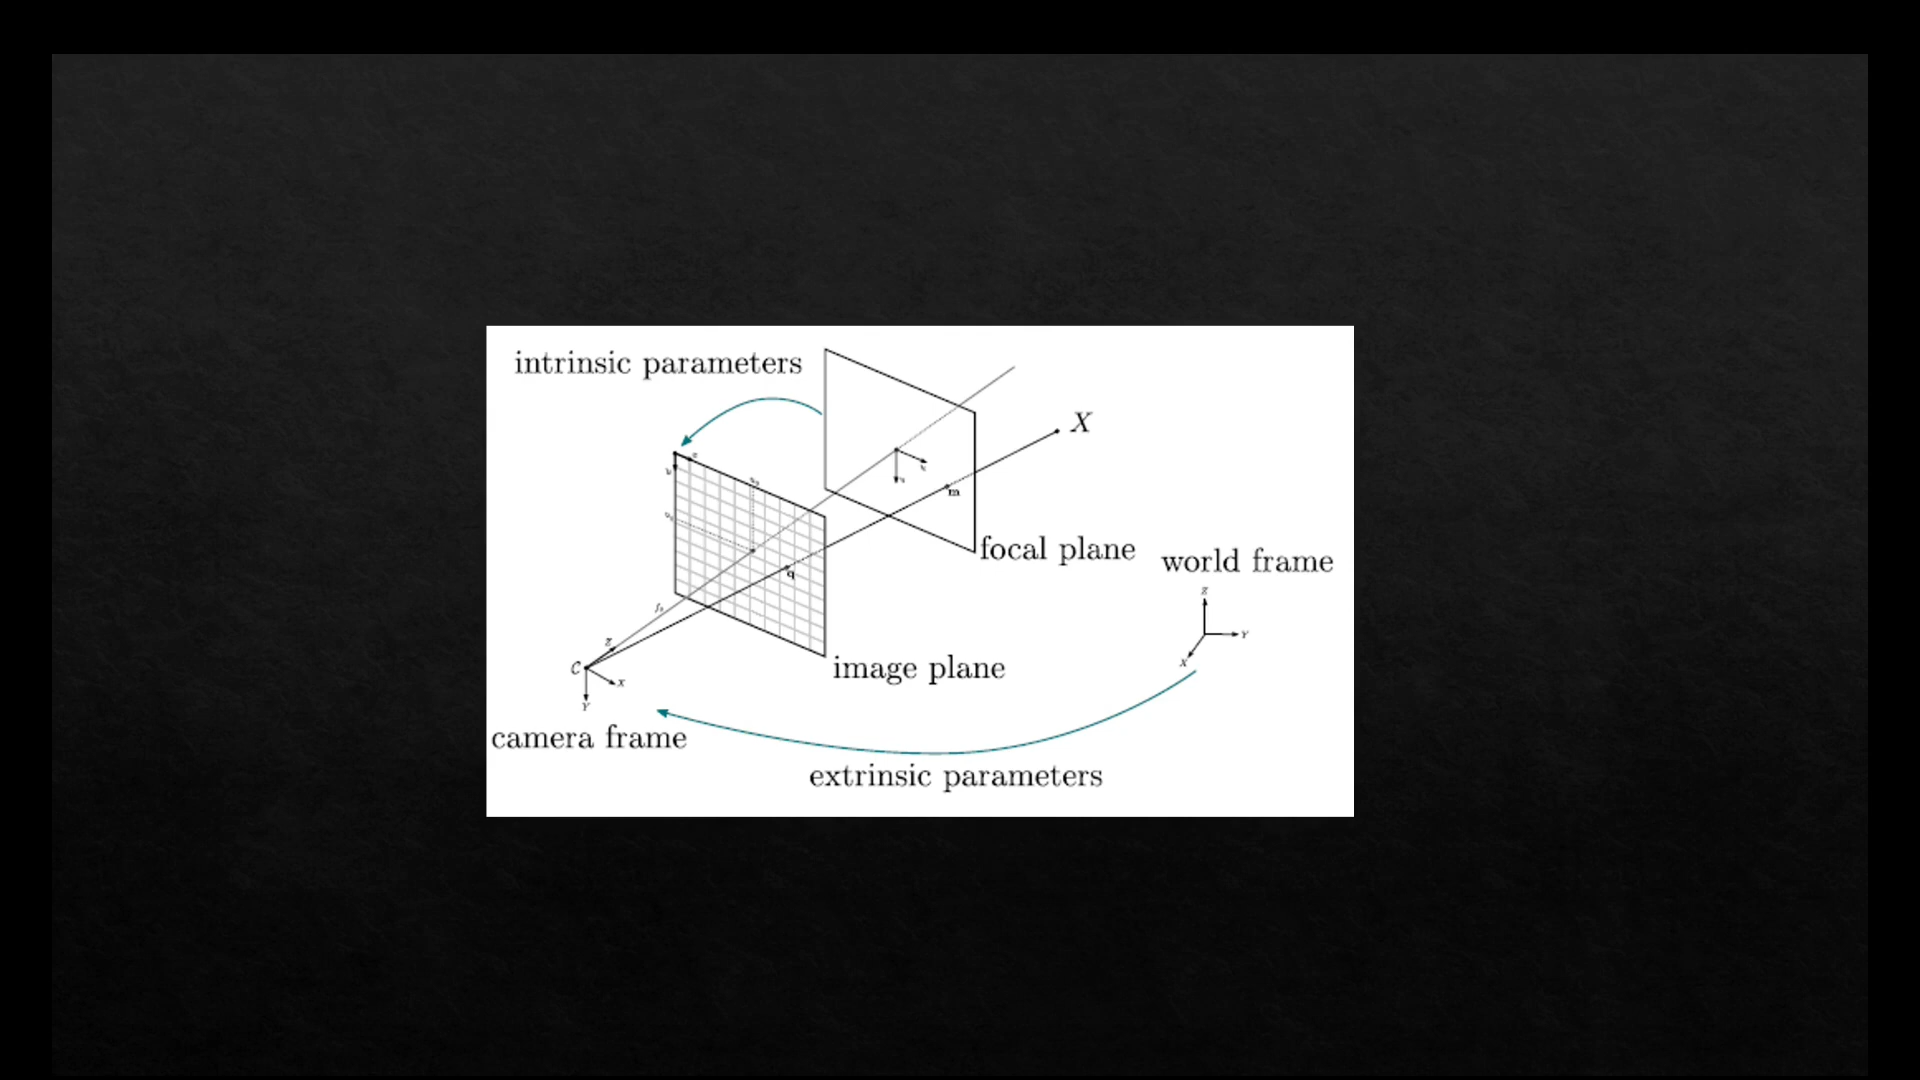 intrinsic parameters
X
m
focal plane
world frame
Z
Y
X
q
Z
C
X
Y
image plane
camera frame
extrinsic parameters